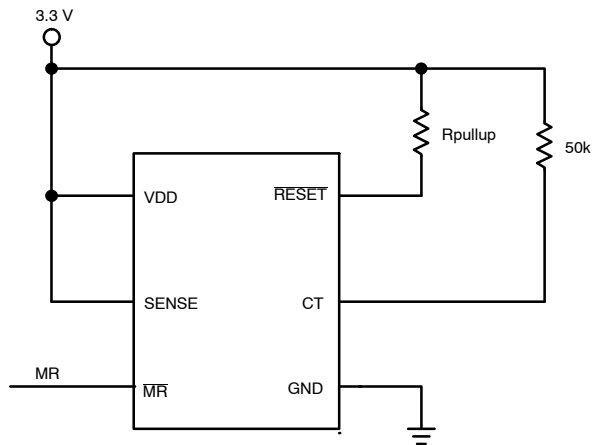 3.3 V
Rpullup
50k
VDD
RESET
SENSE
CT
MR
MR
GND